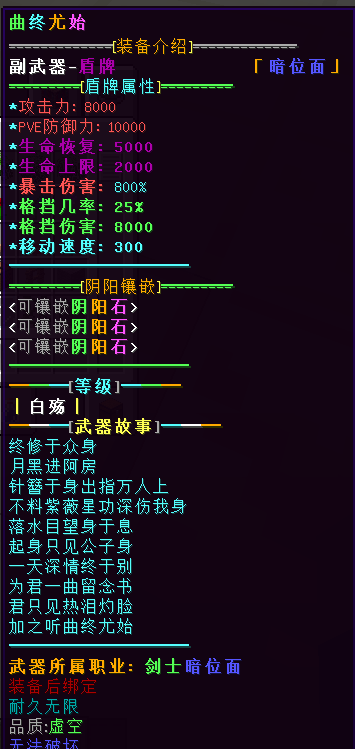 曲终尤始
═════════[装备介绍]═════════
副武器-盾牌 「暗位面」
════════[盾牌属性]════════
*攻击力: 8000
*PVE防御力: 10000
*生命恢复: 5000
*生命上限: 2000
*暴击伤害: 800%
*格挡几率: 25%
*格挡伤害: 8000
*移动速度: 300
════════[阴阳镶嵌]════════
<可镶嵌阴阳石>
<可镶嵌阴阳石>
<可镶嵌阴阳石>
[等级]
|白殇|
[武器故事]
终修于众身
月黑进阿房
针簪于身出指万人上
不料紫薇星功深伤我身
落水目望身于息
起身只见公子身
一天深情终于别
为君一曲留念书
君只见热泪灼脸
加之听曲终尤始
武器所属职业: 剑士暗位面
装备后绑定
耐久无限
品质:虚空
无法破坏